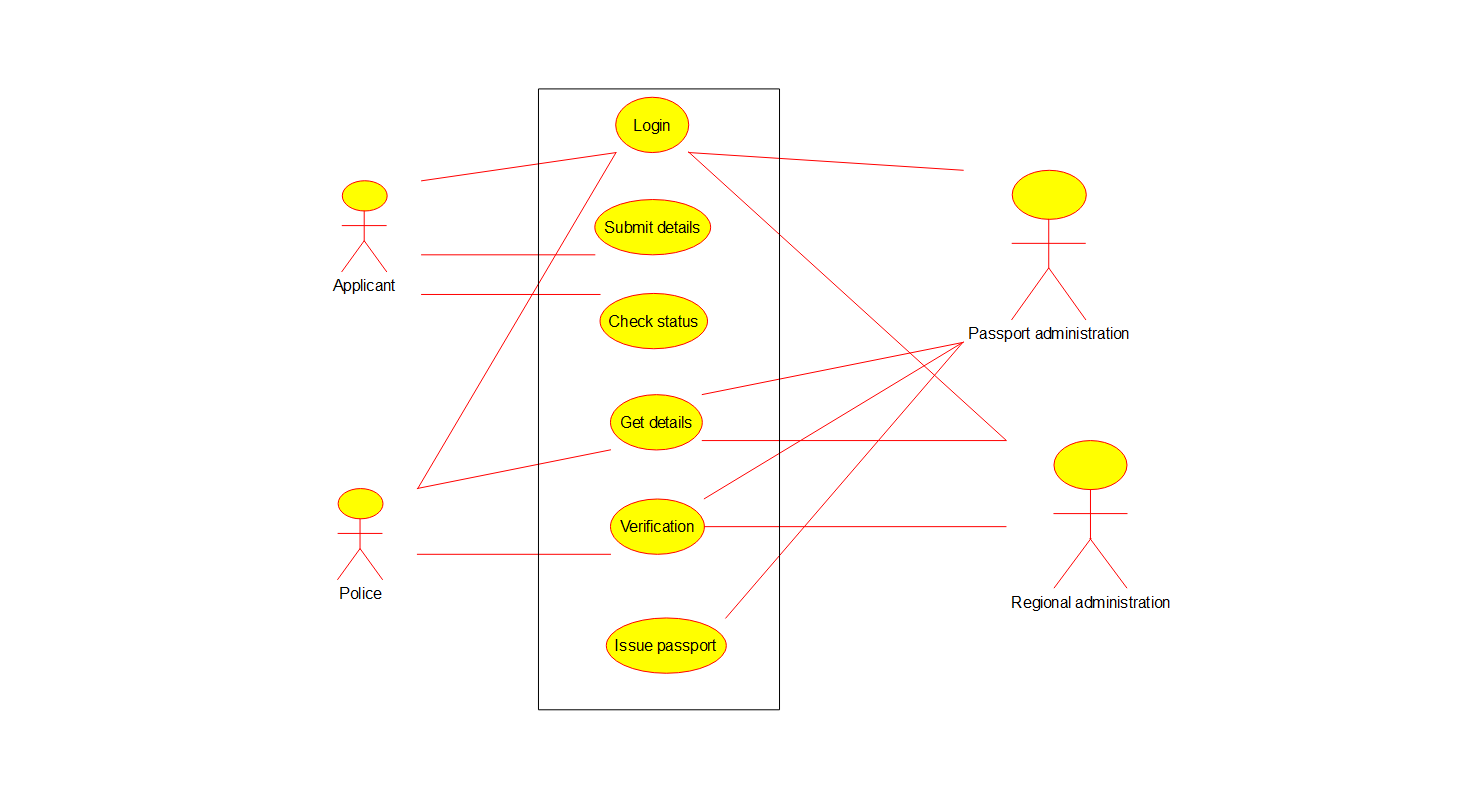 Login
Submit details
Applicant
Check status
Passport administration
Get details
Verification
Police
Regional administration
Issue passport